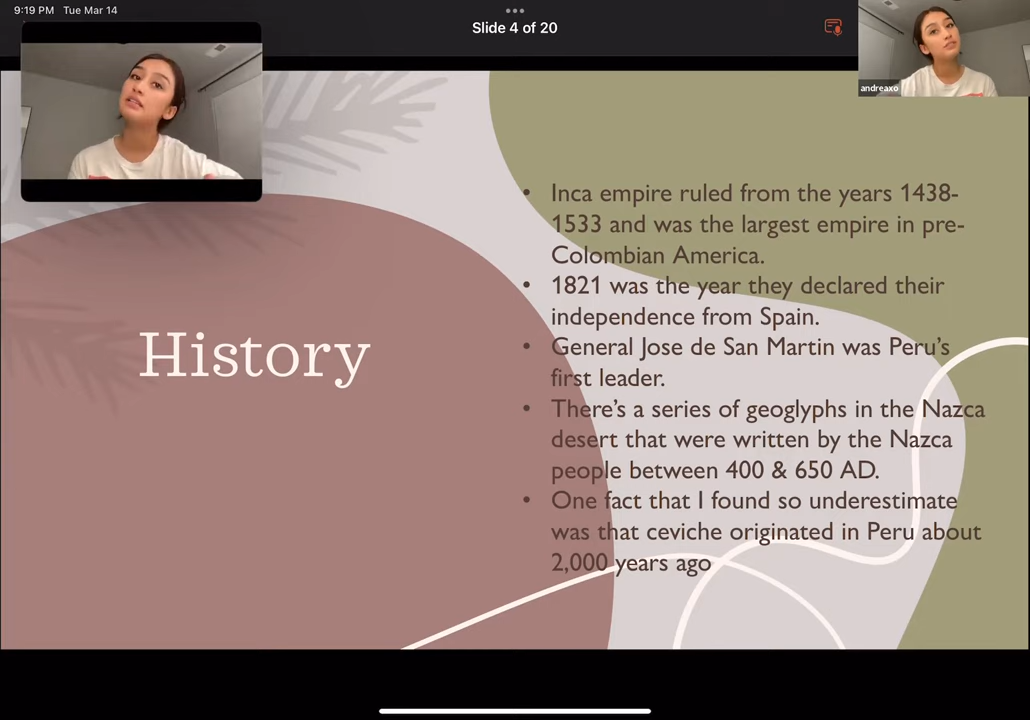 9:19 PM Tue Mar 14
Slide 4 of 20
andreaxo
History
• Inca empire ruled from the years 1438-
1533 and was the largest empire in pre-
Colombian America.
• 1821 was the year they declared their
independence from Spain.
• General Jose de San Martin was Peru's
first leader.
• There's a series of geoglyphs in the Nazca
desert that were written by the Nazca
people between 400 & 650 AD.
• One fact that I found so underestimate
was that ceviche originated in Peru about
2,000 years ago